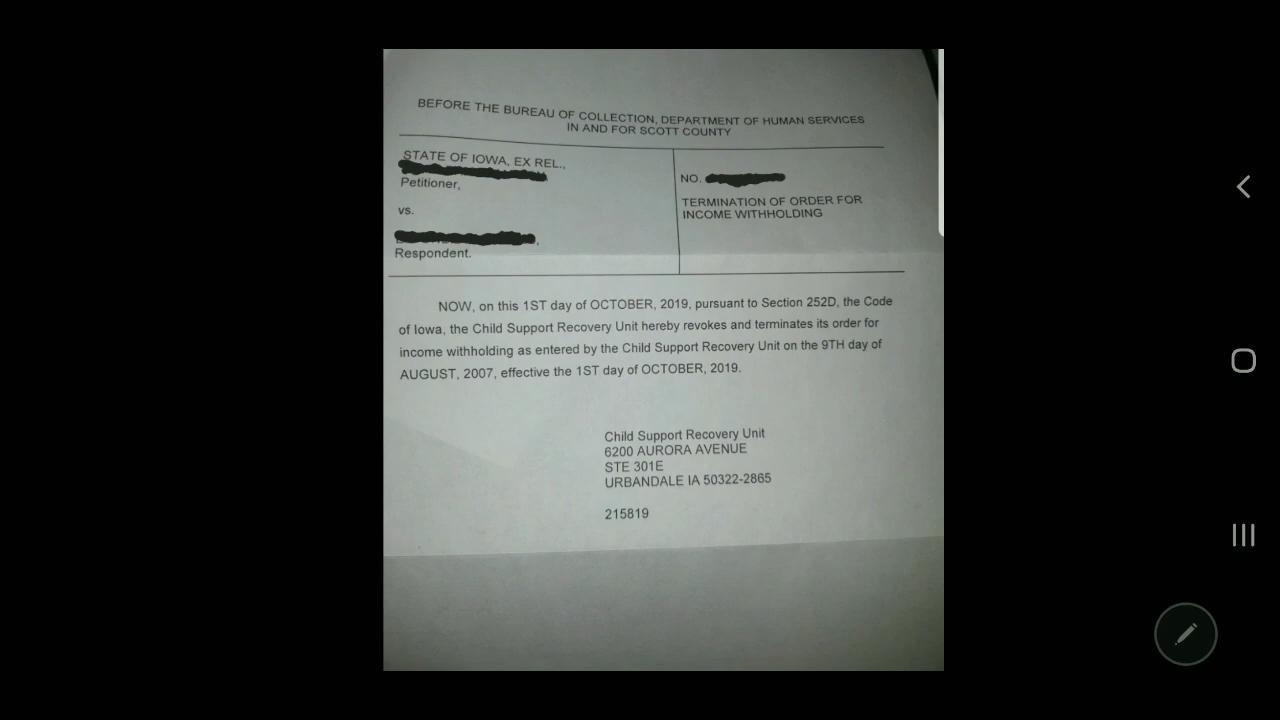 BEFORE THE BUREAU OF COLLECTION, DEPARTMENT OF HUMAN SERVICES
IN AND FOR SCOTT COUNTY
STATE OF IOWA, EX REL.,
Petitioner,
vs.
,
Respondent.
NO.
TERMINATION OF ORDER FOR
INCOME WITHHOLDING
NOW, on this 1ST day of OCTOBER, 2019, pursuant to Section 252D, the Code
of Iowa, the Child Support Recovery Unit hereby revokes and terminates its order for
income withholding as entered by the Child Support Recovery Unit on the 9TH day of
AUGUST, 2007, effective the 1ST day of OCTOBER, 2019.
Child Support Recovery Unit
6200 AURORA AVENUE
STE 301E
URBANDALE IA 50322-2865
215819